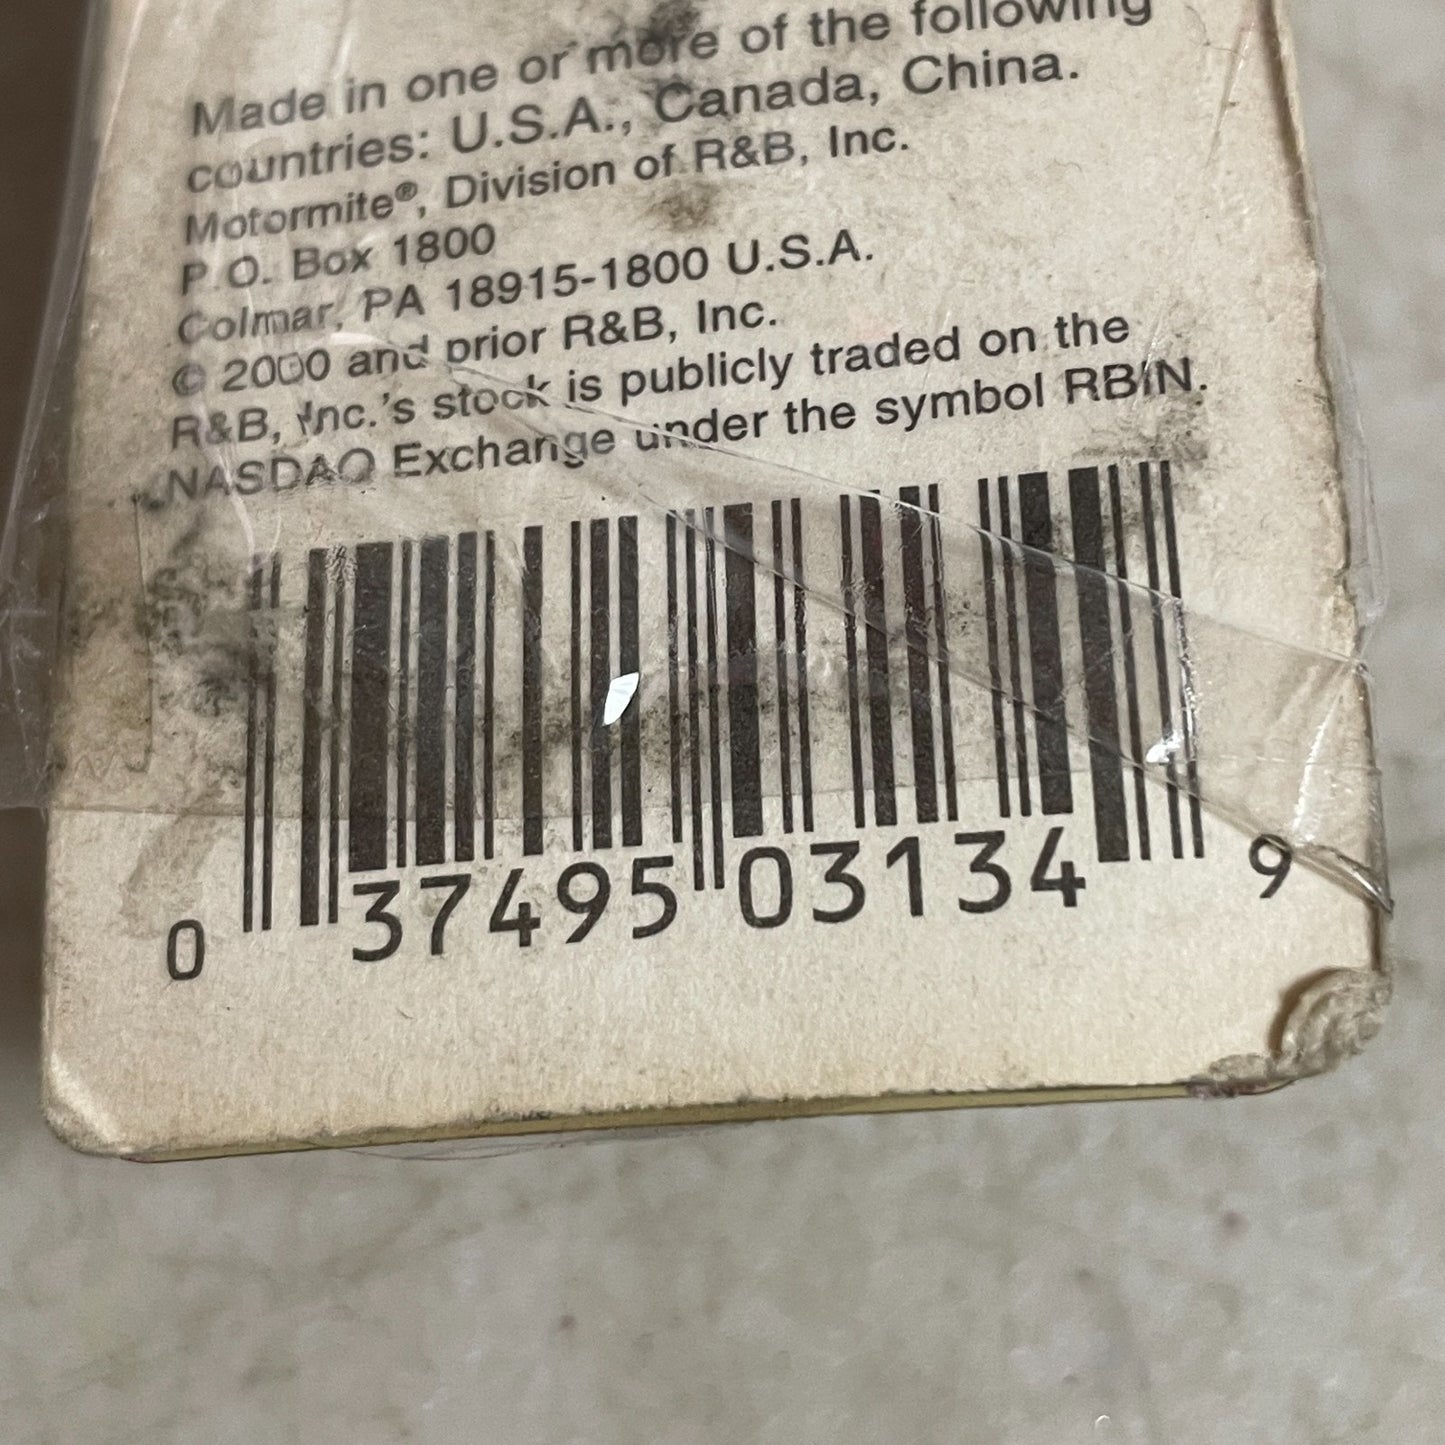 Made in one or more of the following
countries: U.S.A., Canada, China.
Motormite®, Division of R&B, Inc.
P.O. Box 1800
Colmar, PA 18915-1800 U.S.A.
© 2000 and prior R&B, Inc.
R&B, Inc.'s stock is publicly traded on the
NASDAQ Exchange under the symbol RBIN.
0 37495 03134 9